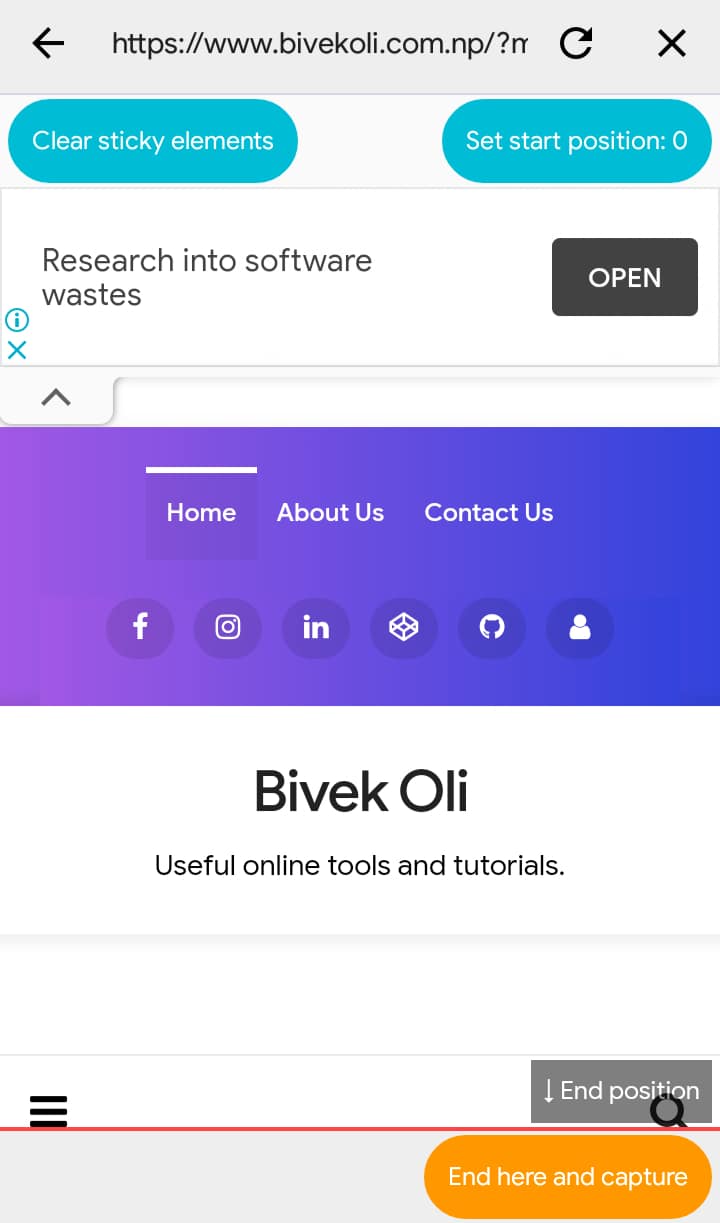 https://www.bivekoli.com.np/?m
Clear sticky elements
Set start position: 0
Research into software
wastes
OPEN
Home
About Us
Contact Us
Bivek Oli
Useful online tools and tutorials.
↓ End position
End here and capture